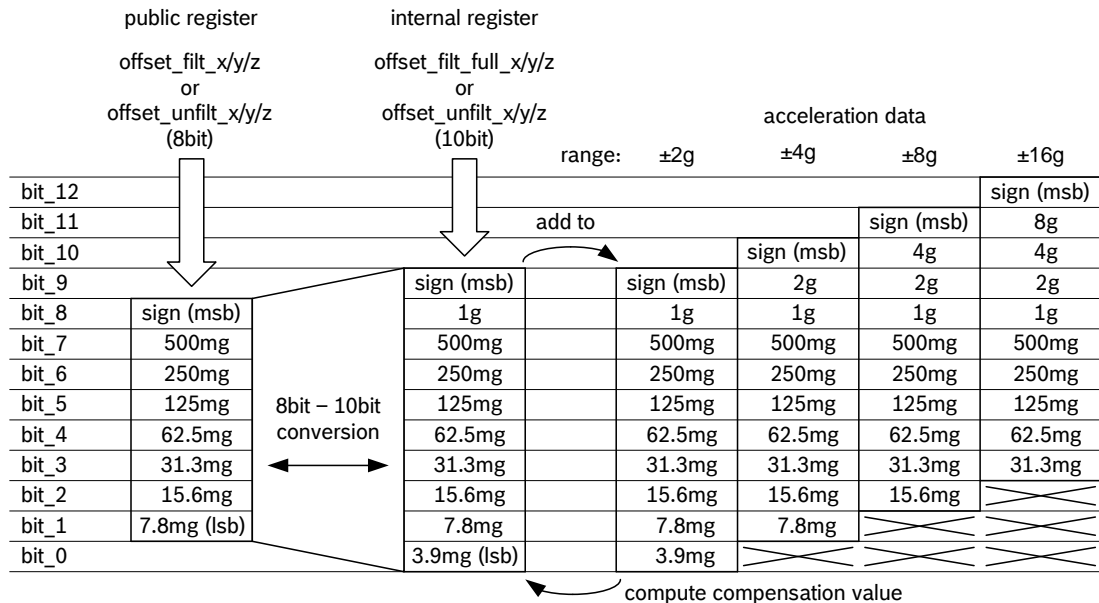 public register internal register
offset_filt_x/y/z offset_filt_full_x/y/z
or or
offset_unfilt_x/y/z offset_unfilt_x/y/z
(8bit) (10bit) acceleration data
range: ±2g ±4g ±8g ±16g
bit_12 sign (msb)
bit_11 add to sign (msb) 8g
bit_10 sign (msb) 4g 4g
bit_9 sign (msb) sign (msb) 2g 2g 2g
bit_8 sign (msb) 1g 1g 1g 1g 1g
bit_7 500mg 500mg 500mg 500mg 500mg 500mg
bit_6 250mg 250mg 250mg 250mg 250mg 250mg
bit_5 125mg 8bit – 10bit 125mg 125mg 125mg 125mg 125mg
bit_4 62.5mg conversion 62.5mg 62.5mg 62.5mg 62.5mg 62.5mg
bit_3 31.3mg 31.3mg 31.3mg 31.3mg 31.3mg 31.3mg
bit_2 15.6mg 15.6mg 15.6mg 15.6mg 15.6mg
bit_1 7.8mg (lsb) 7.8mg 7.8mg 7.8mg
bit_0 3.9mg (lsb) 3.9mg
compute compensation value